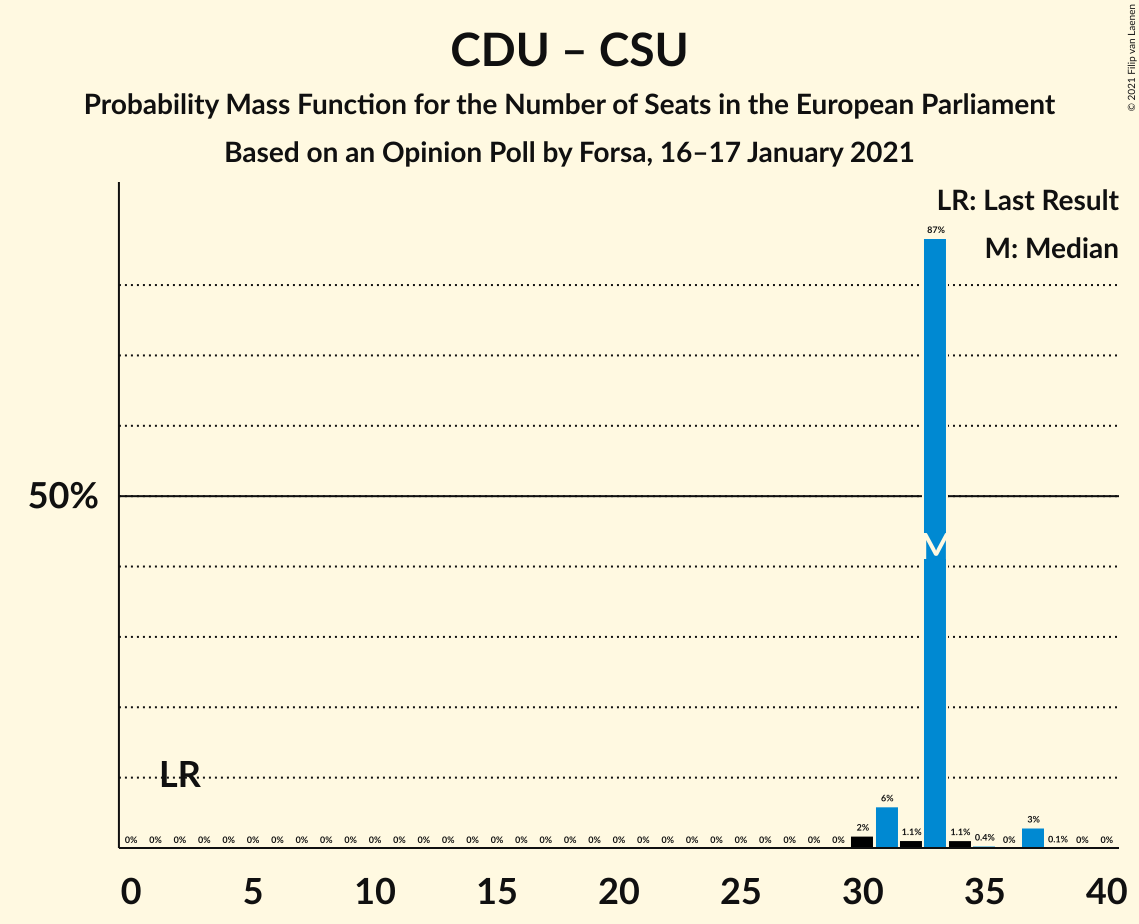 © 2021 Filip van Laenen
CDU – CSU
Probability Mass Function for the Number of Seats in the European Parliament
Based on an Opinion Poll by Forsa, 16–17 January 2021
LR: Last Result
M: Median
87%
50%
M
LR
6%
3%
0% 0% 0% 0% 0% 0% 0% 0% 0% 0% 0% 0% 0% 0% 0% 0% 0% 0% 0% 0% 0% 0% 0% 0% 0% 0% 0% 0% 0% 0% 2% 1.1% 1.1% 0.4% 0% 0.1% 0% 0%
0 5 10 15 20 25 30 35 40